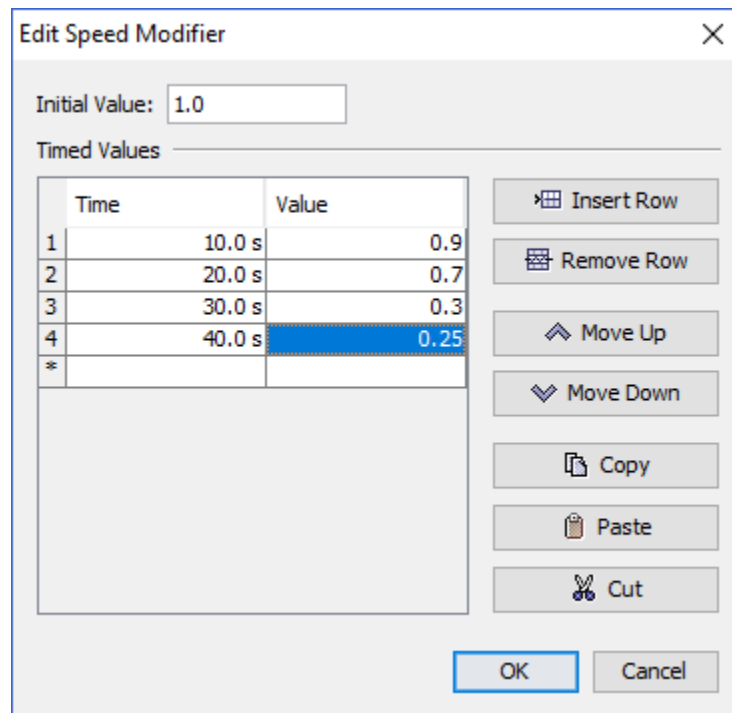 Edit Speed Modifier
Initial Value: 1.0
Timed Values
Time Value
1 10.0 s 0.9
2 20.0 s 0.7
3 30.0 s 0.3
4 40.0 s 0.25
*
Insert Row
Remove Row
Move Up
Move Down
Copy
Paste
Cut
OK Cancel